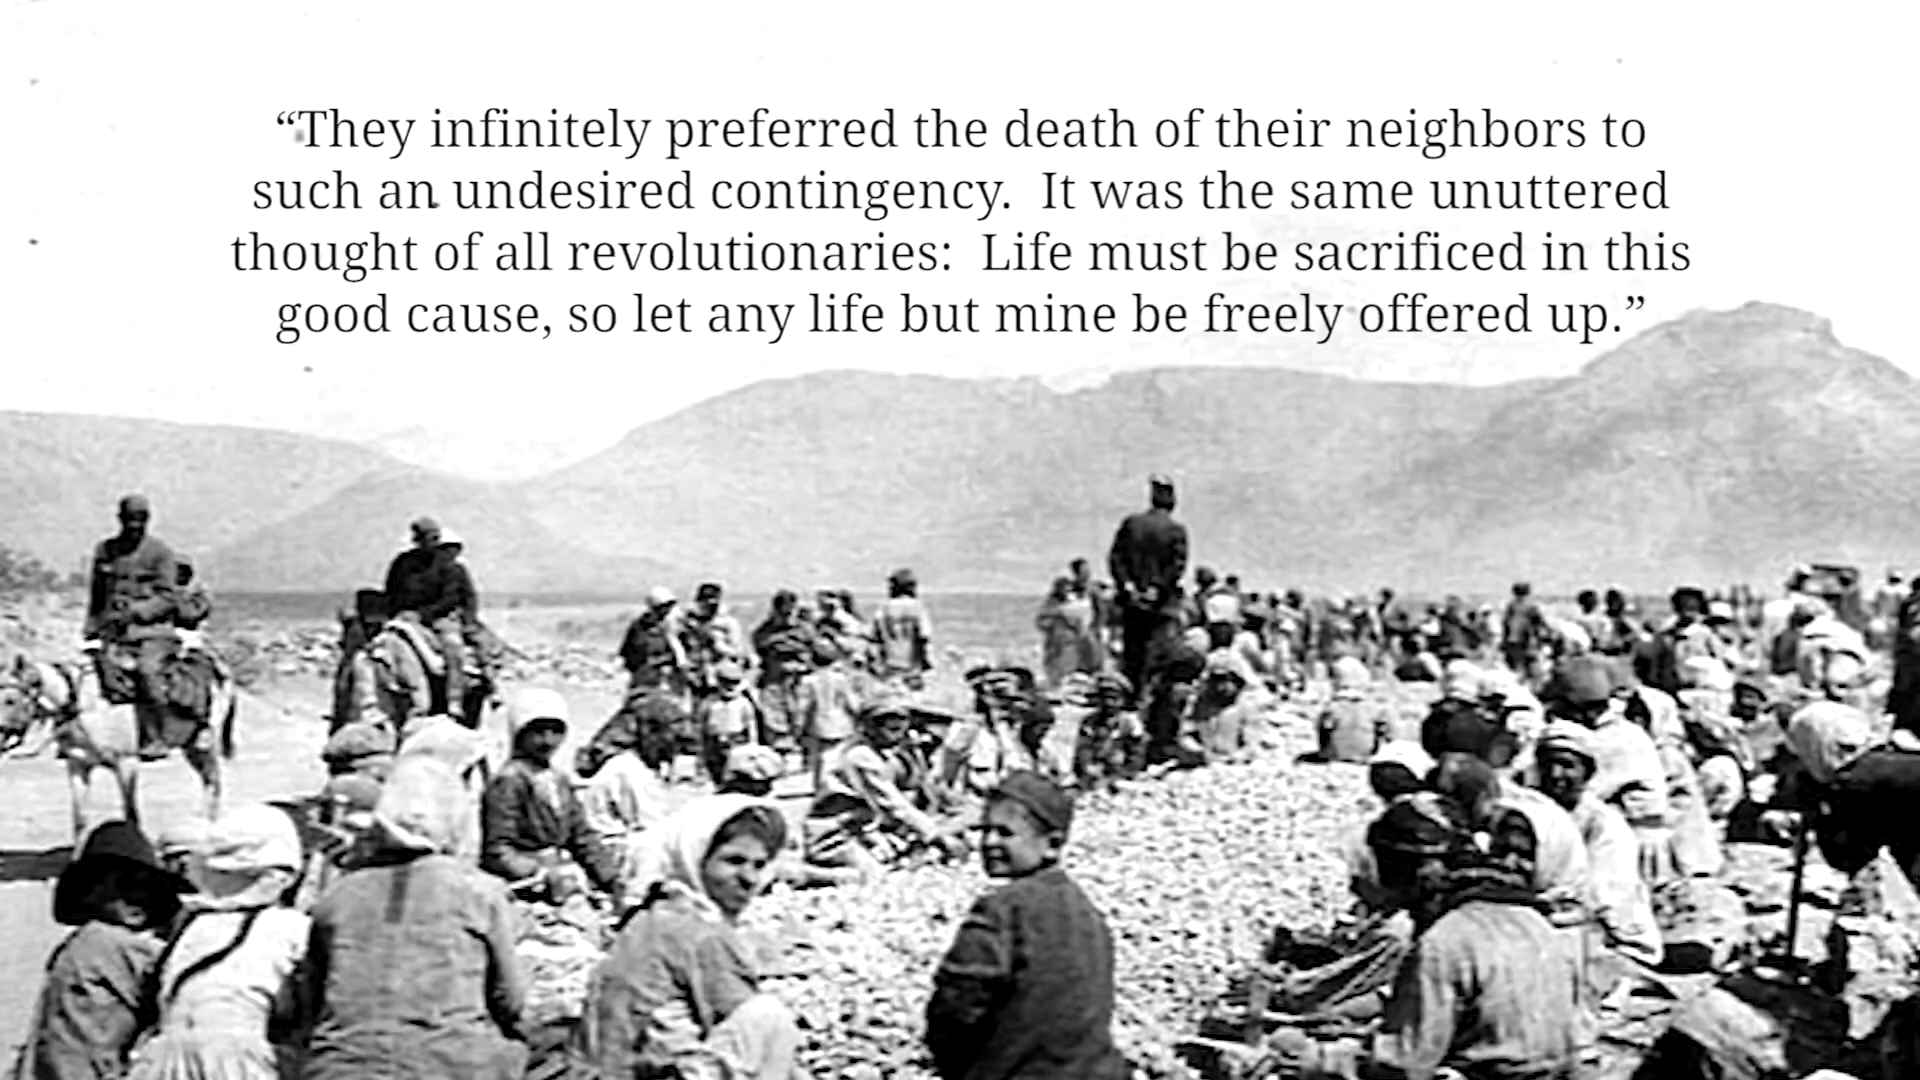 “They infinitely preferred the death of their neighbors to
such an undesired contingency.  It was the same unuttered
thought of all revolutionaries:  Life must be sacrificed in this
good cause, so let any life but mine be freely offered up.”